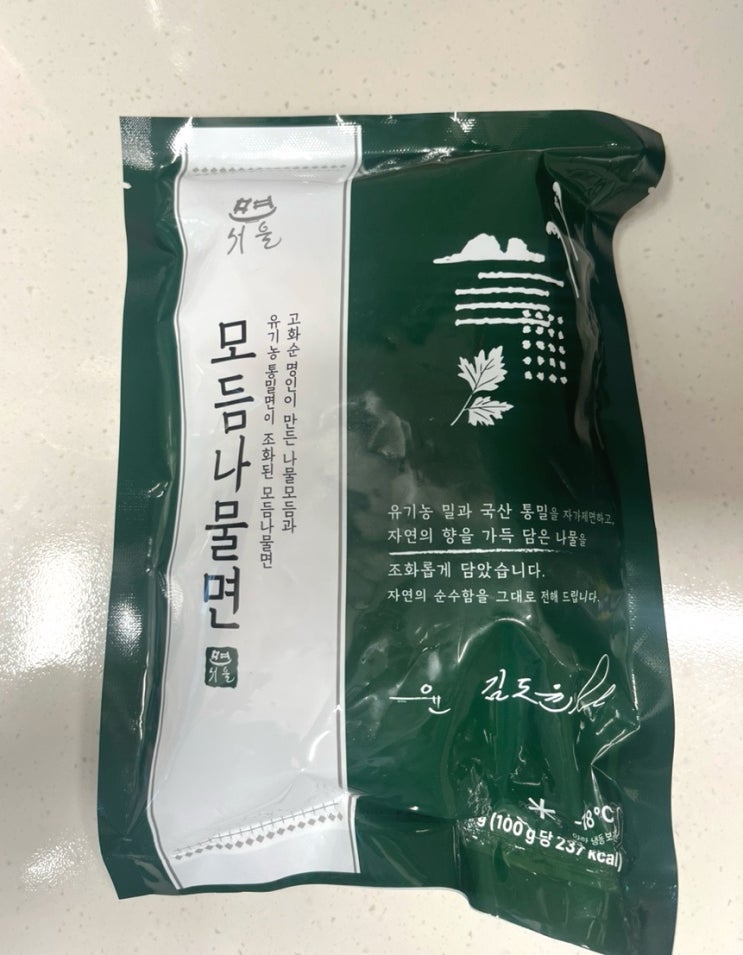 면
서울
고화순 명인이 만든 나물모듬과
유기농 통밀면이 조화된 모듬나물면
모듬나물면
면
서울
유기농 밀과 국산 통밀을 자가제면하고,
자연의 향을 가득 담은 나물을
조화롭게 담았습니다.
자연의 순수함을 그대로 전해 드립니다.
김도윤
-18℃
g (100 g당 237 kcal)